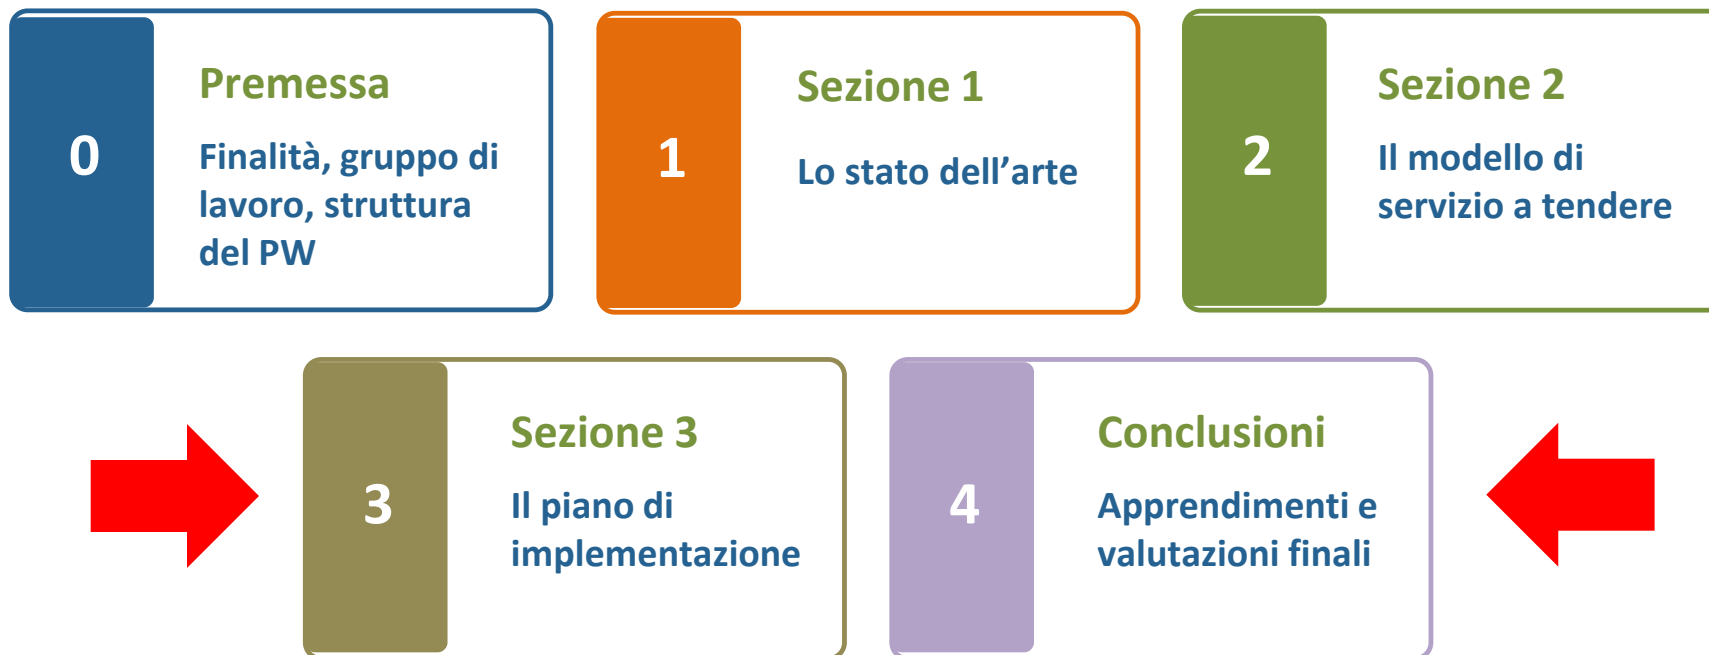 0
Premessa
Finalità, gruppo di
lavoro, struttura
del PW
1
Sezione 1
Lo stato dell’arte
2
Sezione 2
Il modello di
servizio a tendere
3
Sezione 3
Il piano di
implementazione
4
Conclusioni
Apprendimenti e
valutazioni finali